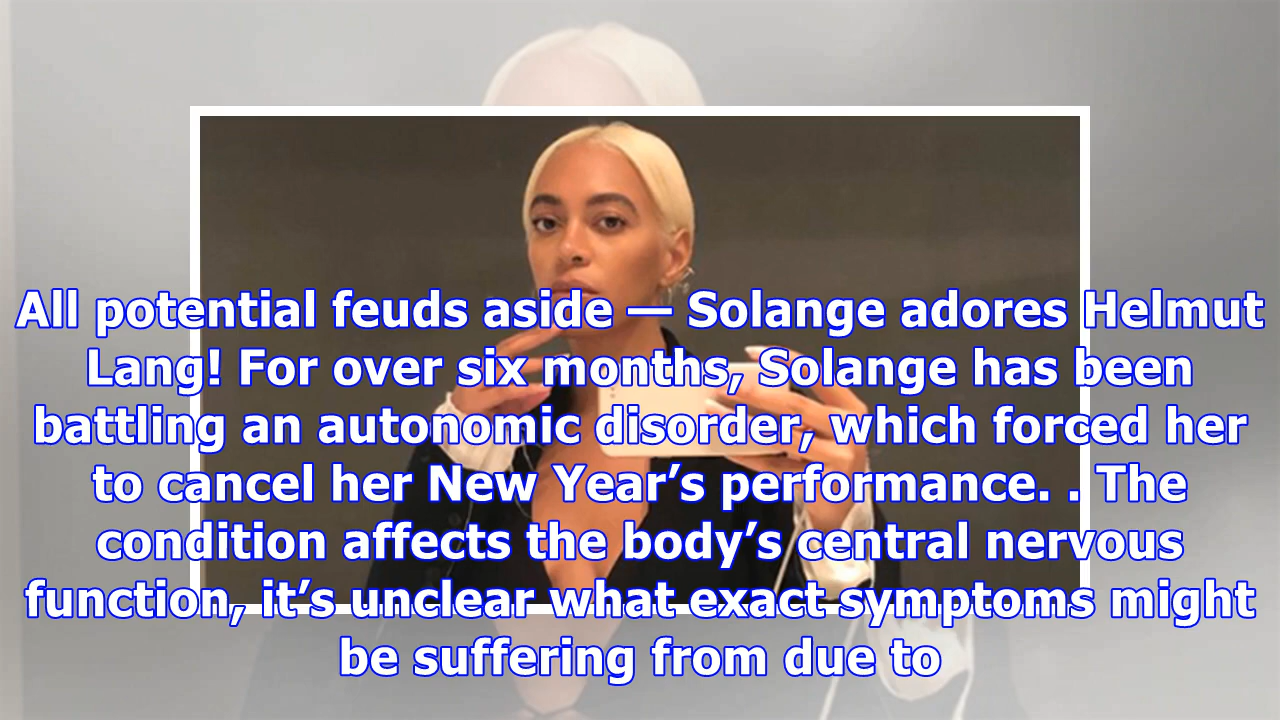 All potential feuds aside — Solange adores Helmut
Lang! For over six months, Solange has been
battling an autonomic disorder, which forced her
to cancel her New Year’s performance. . The
condition affects the body’s central nervous
function, it’s unclear what exact symptoms might
be suffering from due to